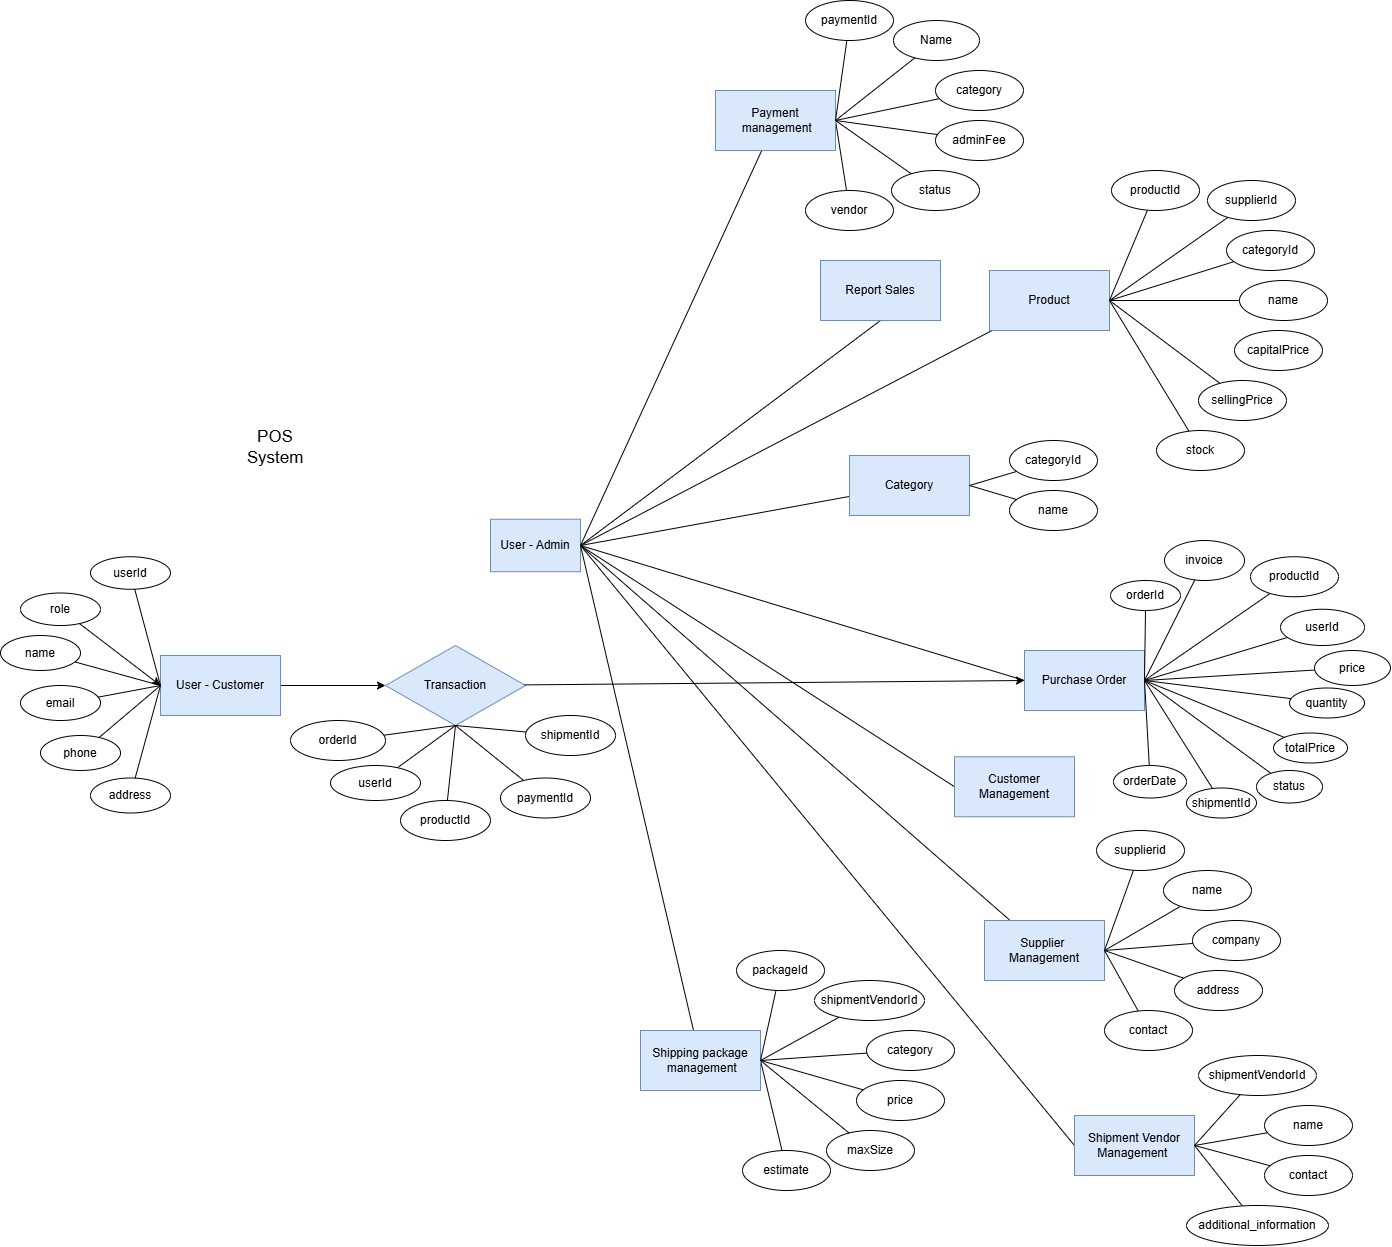 paymentId
Name
category
adminFee
status
vendor
Payment
management
productId
supplierId
categoryId
name
capitalPrice
sellingPrice
stock
Product
Report Sales
POS
System
Category
categoryId
name
User - Admin
userId
role
name
email
phone
address
User - Customer
Transaction
orderId
userId
productId
paymentId
shipmentId
Purchase Order
orderId
invoice
productId
userId
price
quantity
totalPrice
status
shipmentId
orderDate
Customer
Management
Supplier
Management
supplierid
name
company
address
contact
Shipping package
management
packageId
shipmentVendorId
category
price
maxSize
estimate
Shipment Vendor
Management
shipmentVendorId
name
contact
additional_information